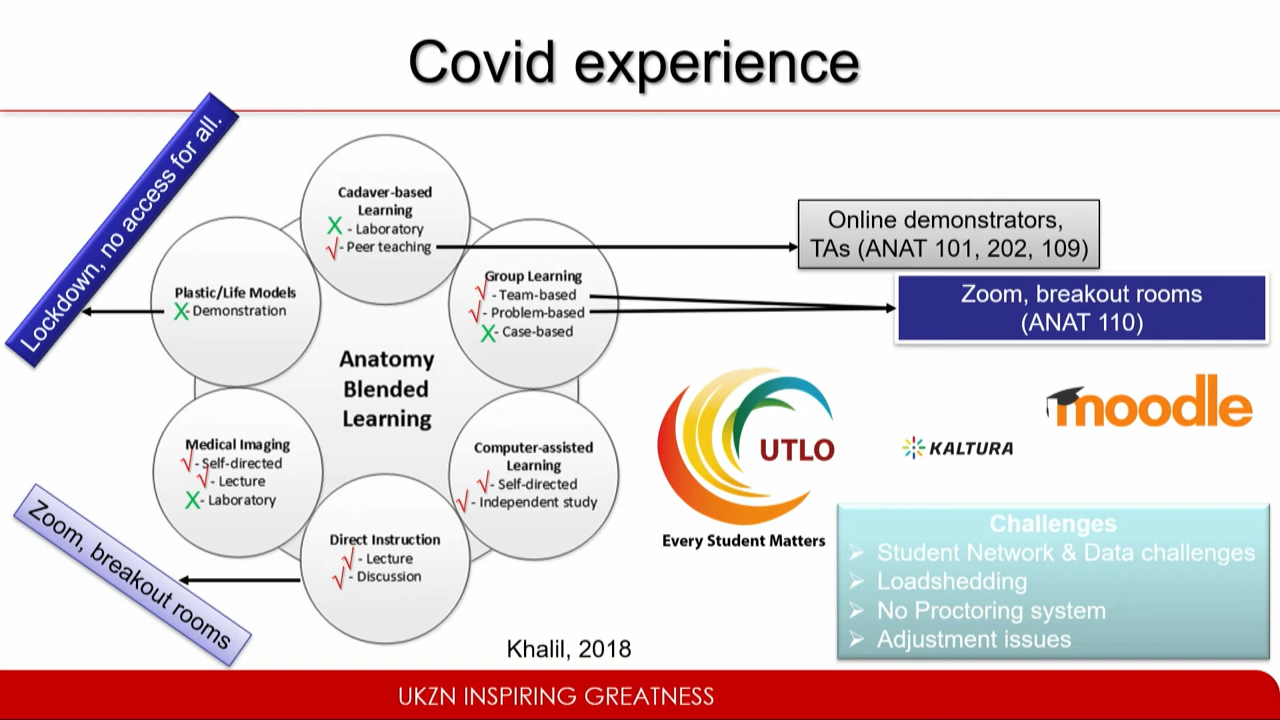 Covid experience
Lockdown, no access for all.
Cadaver-based
Learning
X - Laboratory
√ - Peer teaching
Online demonstrators,
TAs (ANAT 101, 202, 109)
Group Learning
√ - Team-based
√ - Problem-based
X - Case-based
Zoom, breakout rooms
(ANAT 110)
Plastic/Life Models
X - Demonstration
Anatomy
Blended
Learning
Medical Imaging
√ - Self-directed
√ - Lecture
X - Laboratory
Computer-assisted
Learning
√ - Self-directed
√ - Independent study
Direct Instruction
√ - Lecture
√ - Discussion
Zoom, breakout rooms
UTLO
Every Student Matters
moodle
KALTURA
Challenges
➢ Student Network & Data challenges
➢ Loadshedding
➢ No Proctoring system
➢ Adjustment issues
Khalil, 2018
UKZN INSPIRING GREATNESS